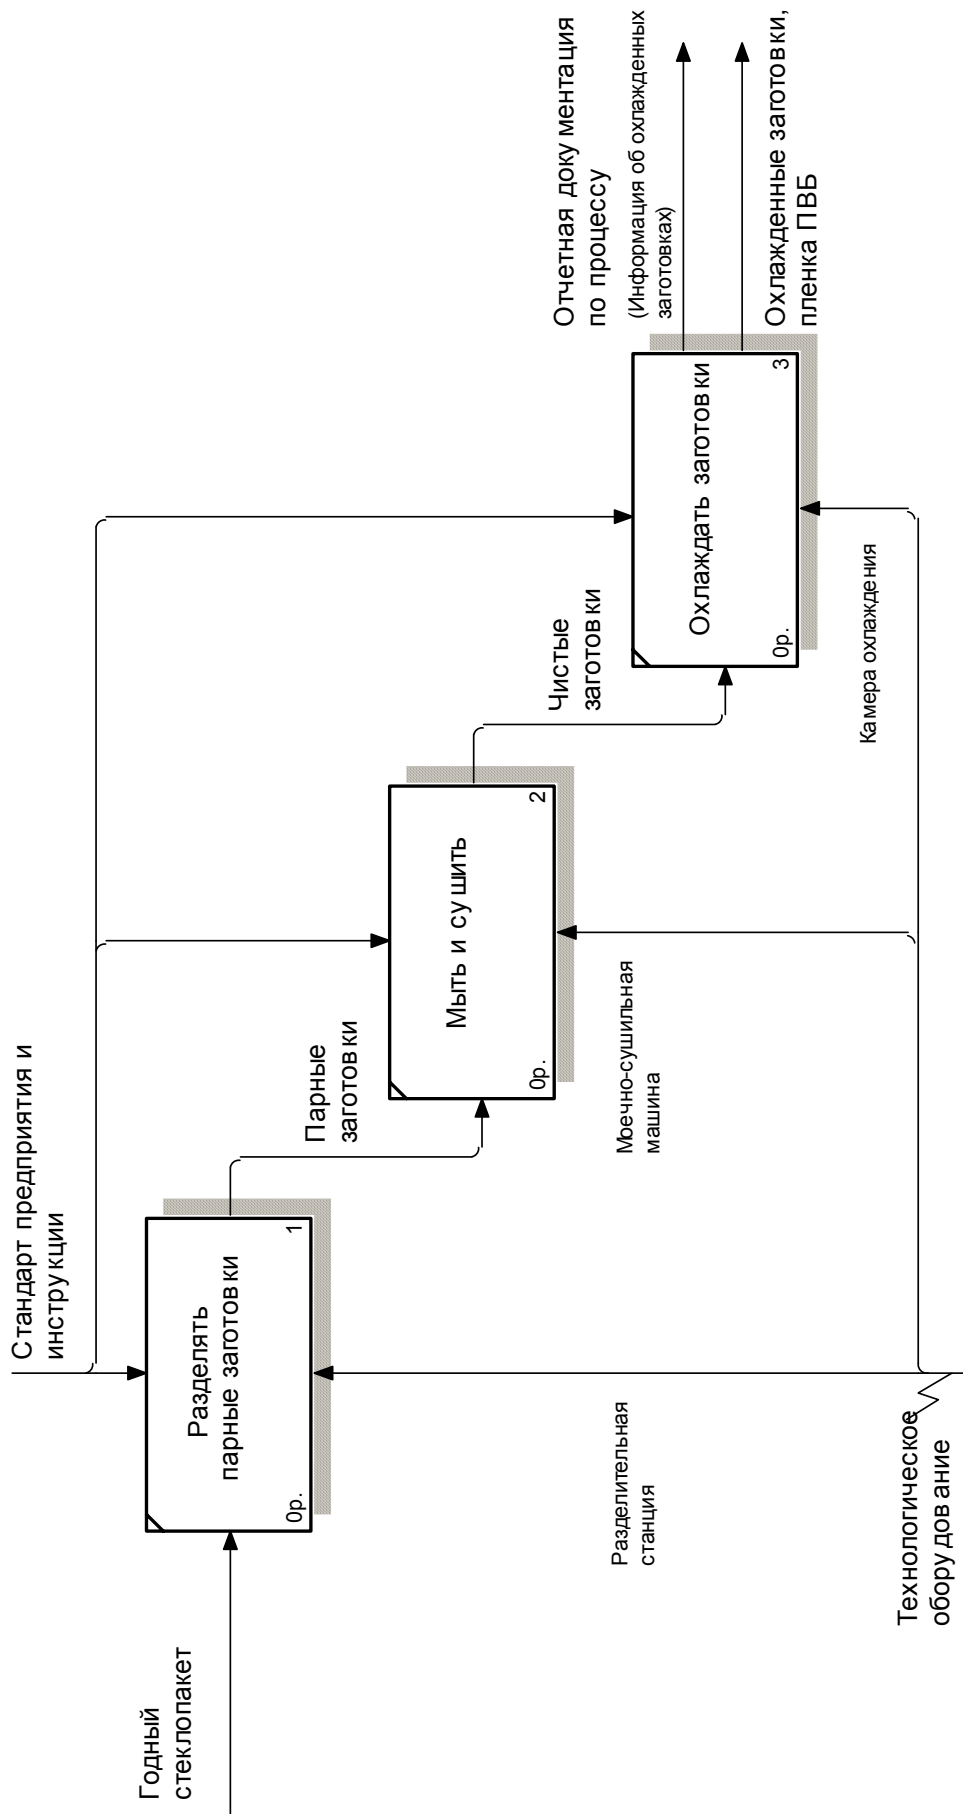 Стандарт предприятия и
инструкции
Годный
стеклопакет
Разделять
парные заготовки
0р.
1
Парные
заготовки
Мыть и сушить
0р.
2
Чистые
заготовки
Охлаждать заготовки
0р.
3
Отчетная документация
по процессу
(Информация об охлажденных
заготовках)
Охлажденные заготовки,
пленка ПВБ
Разделительная
станция
Моечно-сушильная
машина
Камера охлаждения
Технологическое
оборудование